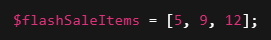 $flashSaleItems = [5, 9, 12];